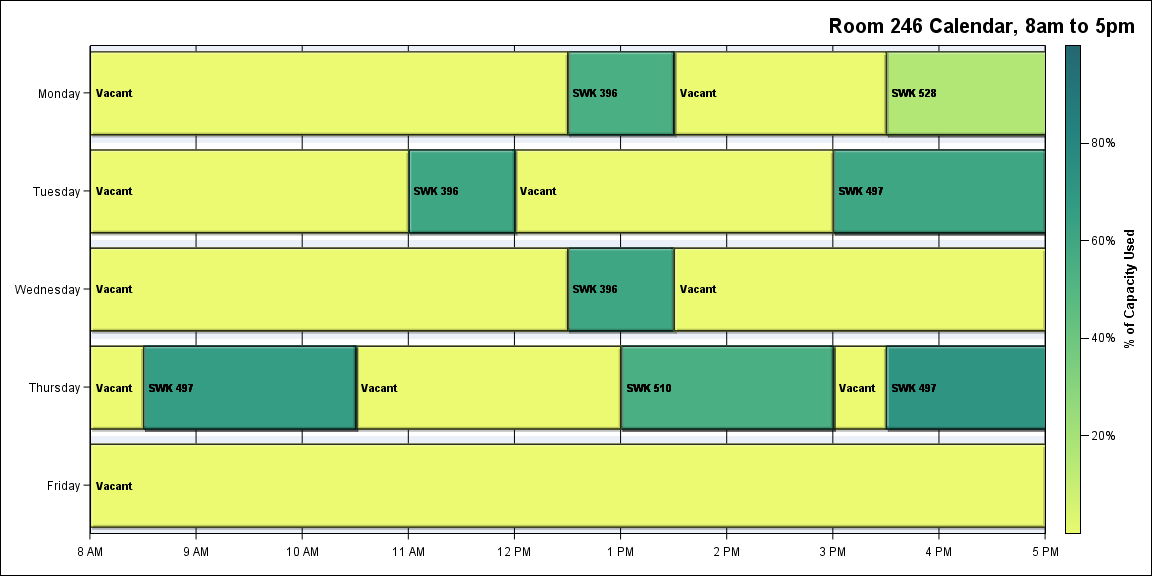 Room 246 Calendar, 8am to 5pm
Monday
Vacant
SWK 396
Vacant
SWK 528
Tuesday
Vacant
SWK 396
Vacant
SWK 497
Wednesday
Vacant
SWK 396
Vacant
Thursday
Vacant
SWK 497
Vacant
SWK 510
Vacant
SWK 497
Friday
Vacant
8 AM
9 AM
10 AM
11 AM
12 PM
1 PM
2 PM
3 PM
4 PM
5 PM
80%
60%
40%
20%
% of Capacity Used